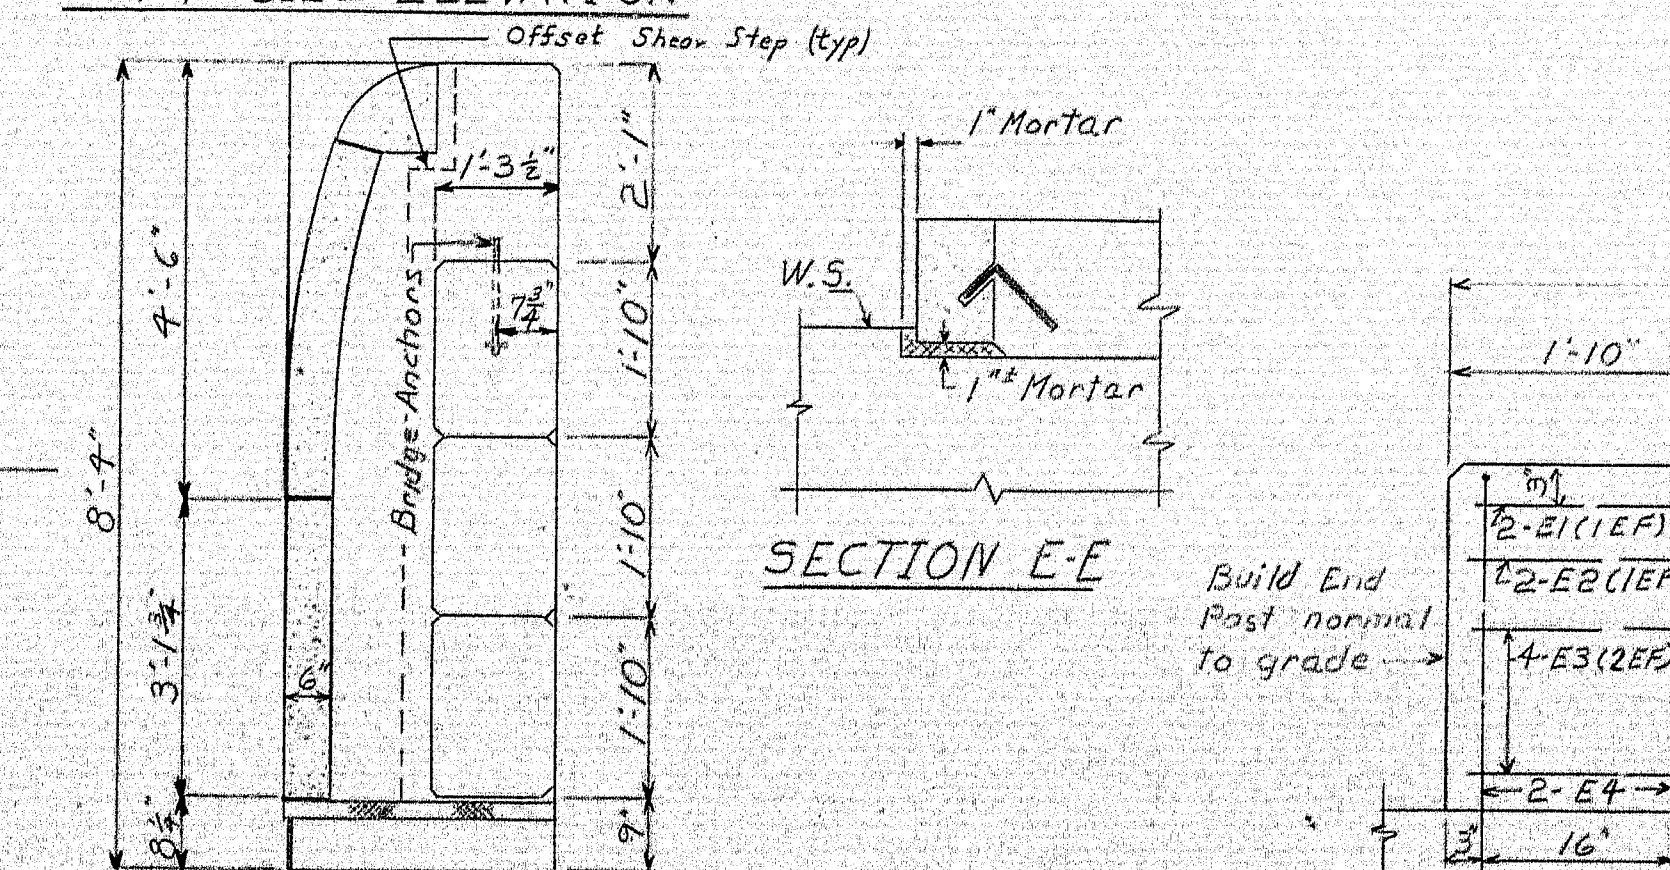 ELEVATION
Offset Shear Step (typ)
8'-4"
4'-6"
3'-1 3/4"
8 1/4"
6"
1'-3 1/2"
7 3/4"
Bridge Anchors
2'-1"
1'-10"
1'-10"
1'-10"
9"
1" Mortar
W.S.
1"± Mortar
SECTION E-E
Build End
Post normal
to grade
1'-10"
3"
2-E1(1EF)
2-E2(1EF
4-E3(2EF)
2-E4
3"
16"